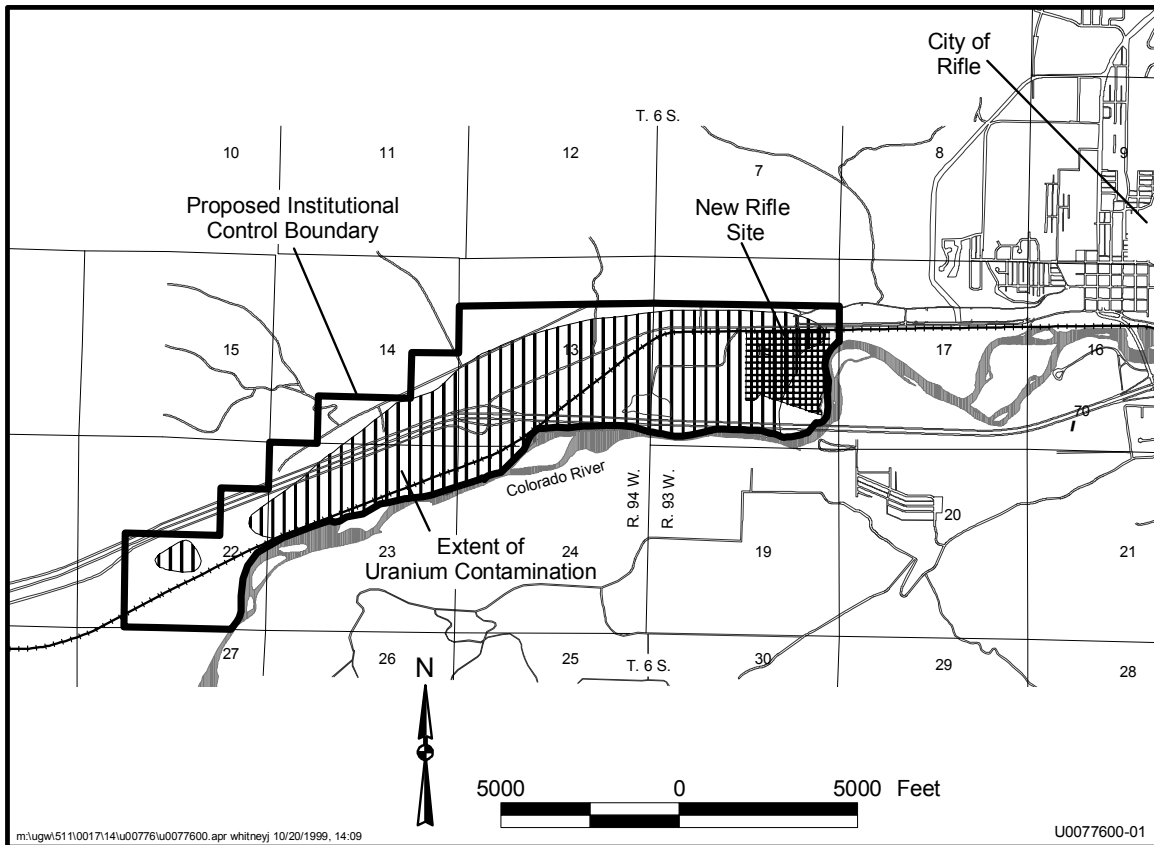 City of
Rifle
T. 6 S.
10
11
12
7
8
9
Proposed Institutional
Control Boundary
New Rifle
Site
15
14
13
17
16
70
Colorado River
R. 94 W.
R. 93 W.
22
23
24
19
20
21
Extent of
Uranium Contamination
27
26
25
T. 6 S.
30
29
28
N
5000 0 5000 Feet
m:\ugw\511\0017\14\u00776\u0077600.apr whitneyj 10/20/1999, 14:09
U0077600-01